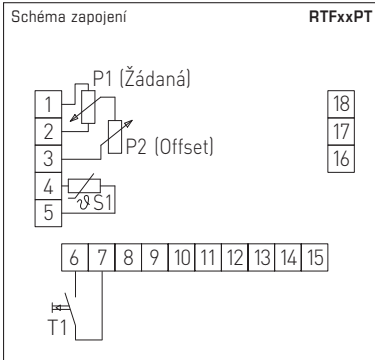 Schéma zapojení RTFxxPT
P1 (Žádaná)
1
2
3
4
5
P2 (Offset)
ϑ S1
18
17
16
6 7 8 9 10 11 12 13 14 15
T1